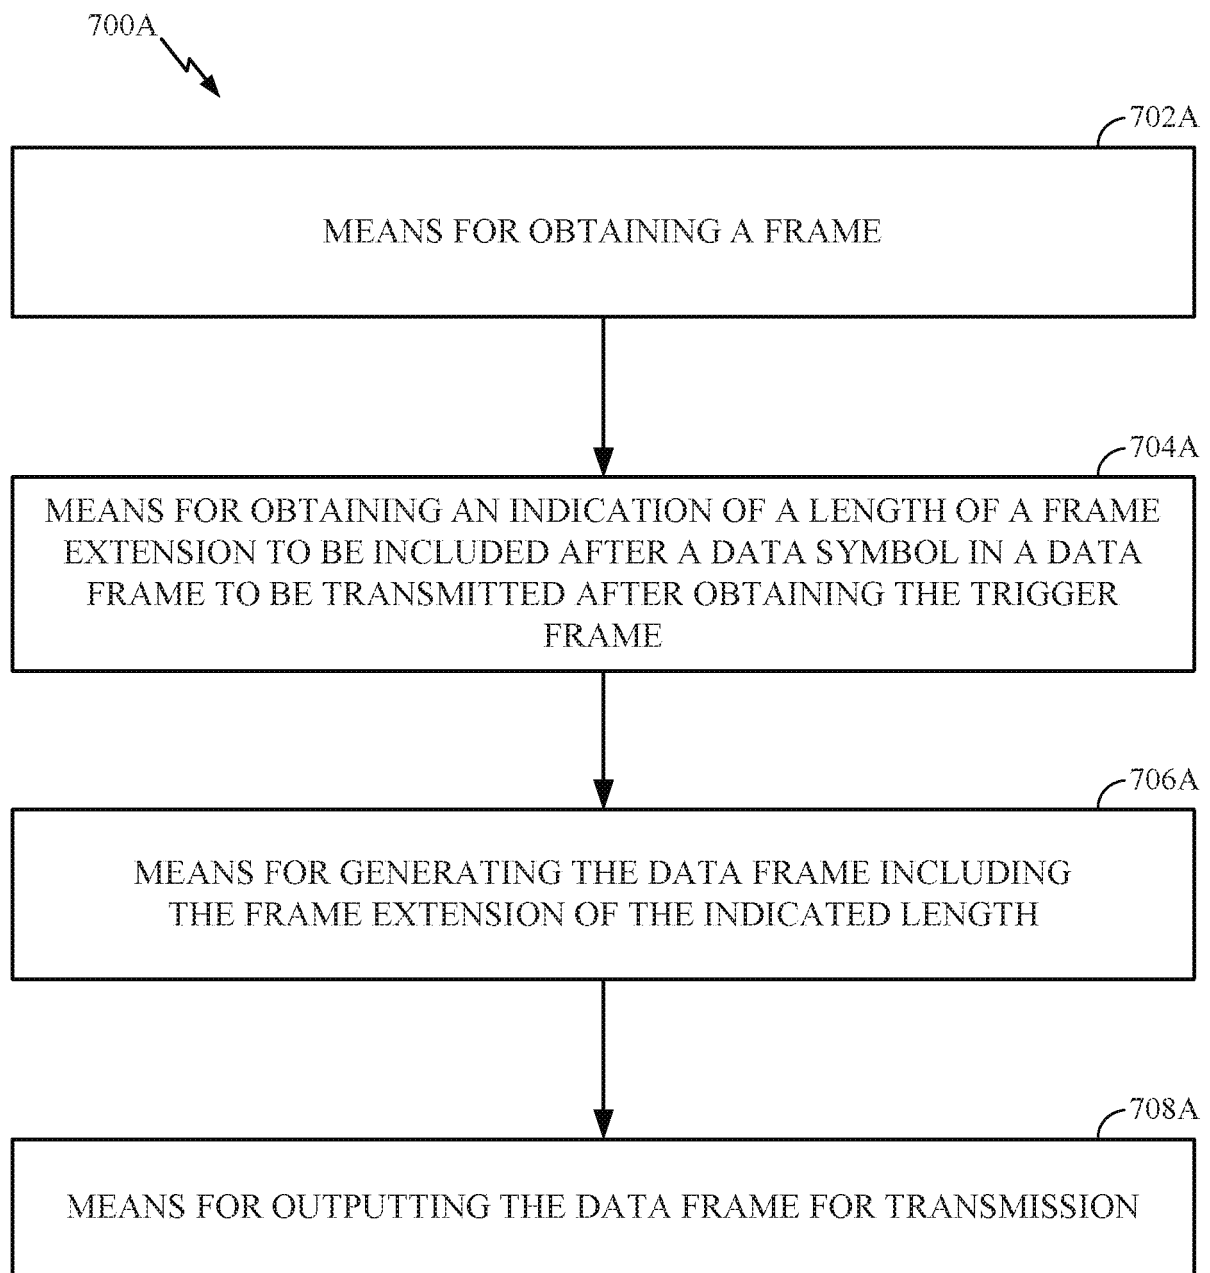 700A
702A
MEANS FOR OBTAINING A FRAME
704A
MEANS FOR OBTAINING AN INDICATION OF A LENGTH OF A FRAME
EXTENSION TO BE INCLUDED AFTER A DATA SYMBOL IN A DATA
FRAME TO BE TRANSMITTED AFTER OBTAINING THE TRIGGER
FRAME
706A
MEANS FOR GENERATING THE DATA FRAME INCLUDING
THE FRAME EXTENSION OF THE INDICATED LENGTH
708A
MEANS FOR OUTPUTTING THE DATA FRAME FOR TRANSMISSION